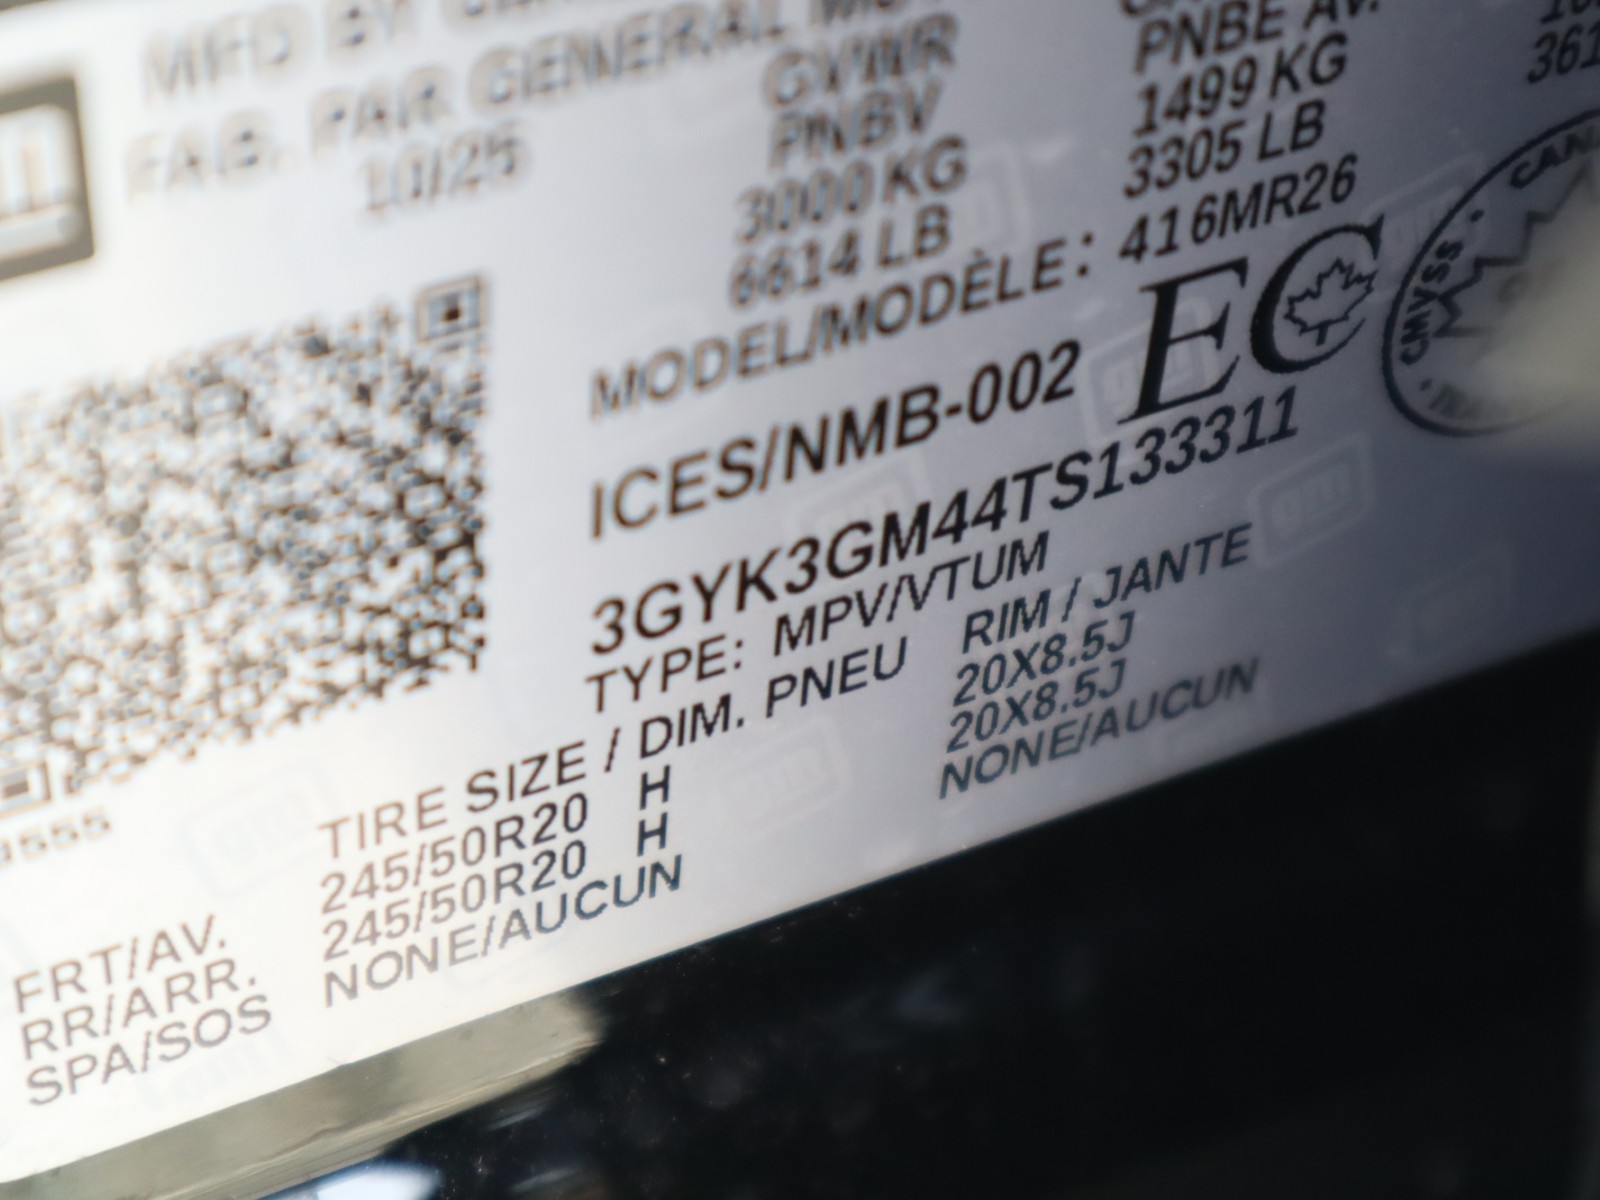 MFD BY
FAB. PAR GENERAL
10/25
GVWR
PNBV
3000 KG
6614 LB
PNBE AV.
1499 KG
3305 LB
MODEL/MODÈLE: 416MR26
ICES/NMB-002 EC
CMVSS
3GYK3GM44TS133311
TYPE: MPV/VTUM
TIRE SIZE / DIM. PNEU RIM / JANTE
FRT/AV. 245/50R20 H 20X8.5J
RR/ARR. 245/50R20 H 20X8.5J
SPA/SOS NONE/AUCUN NONE/AUCUN
gm